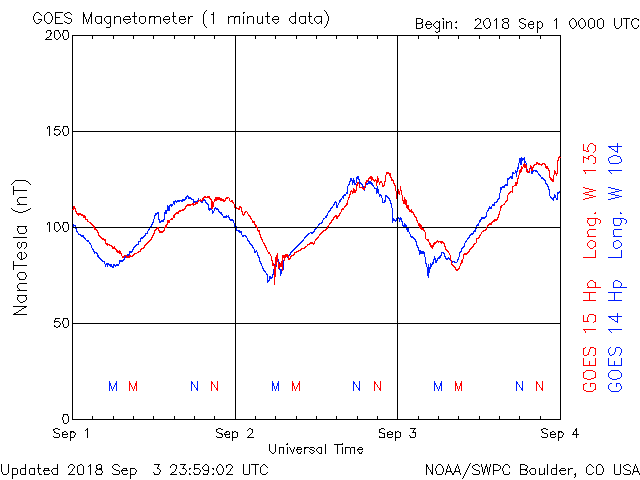 GOES Magnetometer (1 minute data)
Begin: 2018 Sep 1 0000 UTC
200
150
100
50
0
NanoTesla (nT)
M M N N M M N N M M N N
Sep 1 Sep 2 Sep 3 Sep 4
Universal Time
GOES 15 Hp Long. W 135
GOES 14 Hp Long. W 104
Updated 2018 Sep 3 23:59:02 UTC
NOAA/SWPC Boulder, CO USA